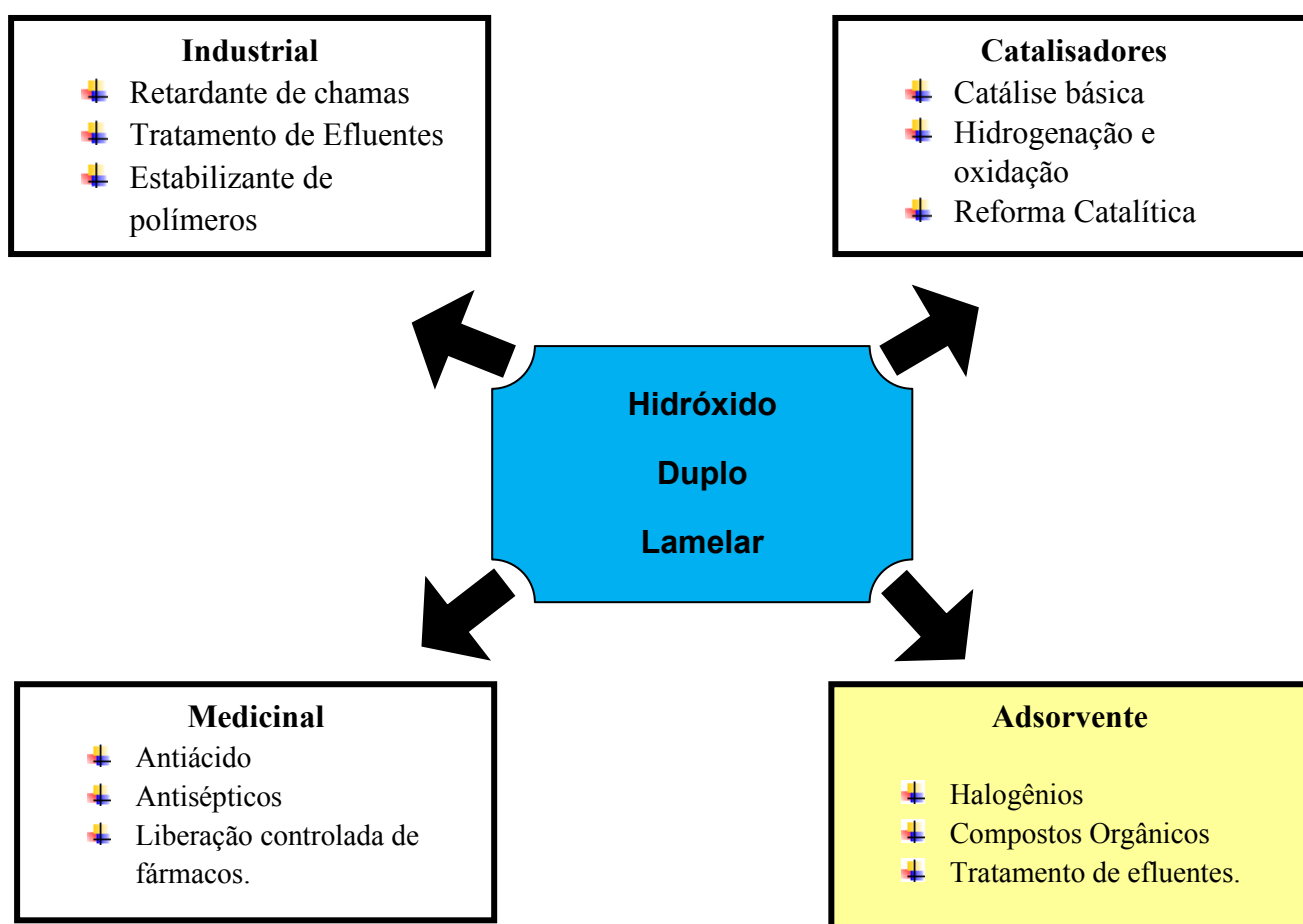 Industrial
Retardante de chamas
Tratamento de Efluentes
Estabilizante de
polímeros
Catalisadores
Catálise básica
Hidrogenação e
oxidação
Reforma Catalítica
Hidróxido
Duplo
Lamelar
Medicinal
Antiácido
Antisépticos
Liberação controlada de
fármacos.
Adsorvente
Halogênios
Compostos Orgânicos
Tratamento de efluentes.